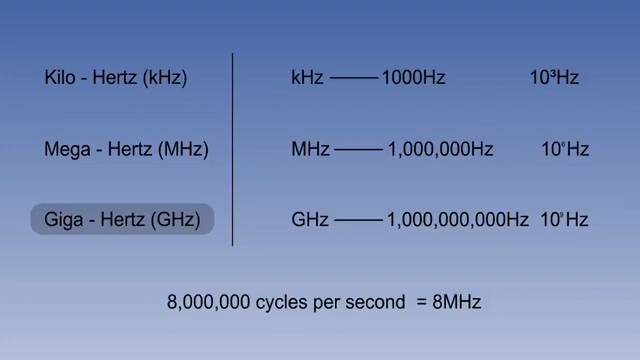 Kilo - Hertz (kHz) kHz 1000Hz 10³Hz
Mega - Hertz (MHz) MHz 1,000,000Hz 10⁶Hz
Giga - Hertz (GHz) GHz 1,000,000,000Hz 10⁹Hz
8,000,000 cycles per second = 8MHz